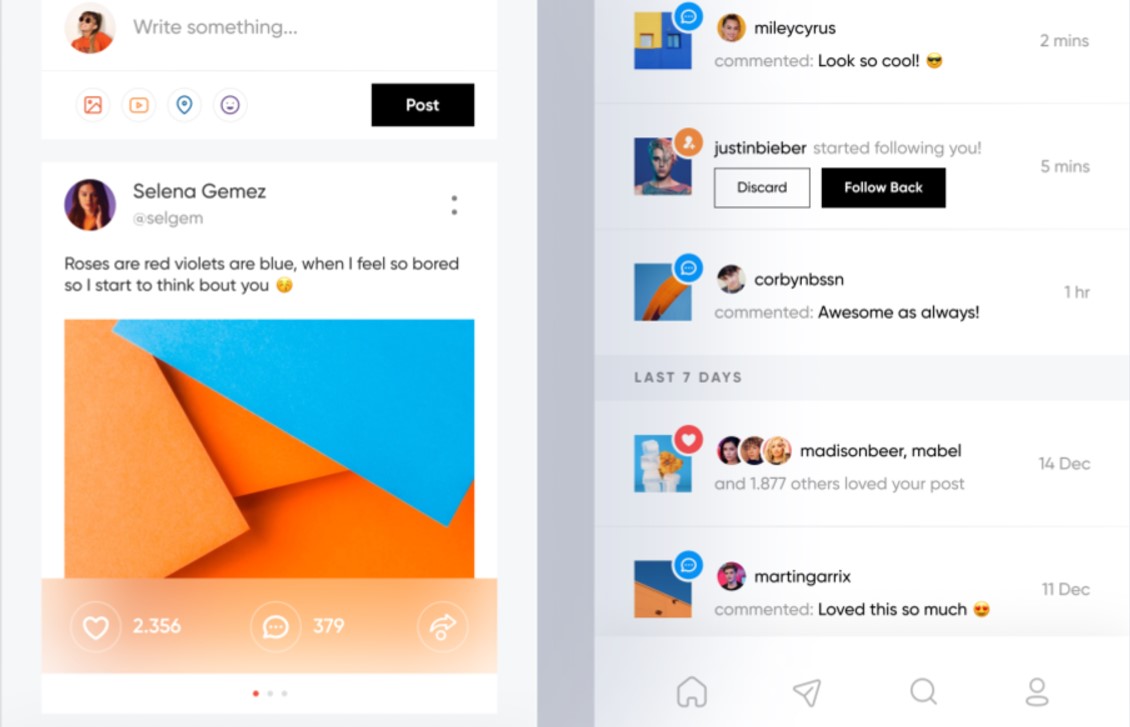 Write something...
Post
Selena Gemez
@selgem
Roses are red violets are blue, when I feel so bored
so I start to think bout you 😚
2.356
379
mileycyrus
2 mins
commented: Look so cool! 😎
justinbieber started following you!
5 mins
Discard
Follow Back
corbynbssn
1 hr
commented: Awesome as always!
LAST 7 DAYS
madisonbeer, mabel
14 Dec
and 1.877 others loved your post
martingarrix
11 Dec
commented: Loved this so much 😍